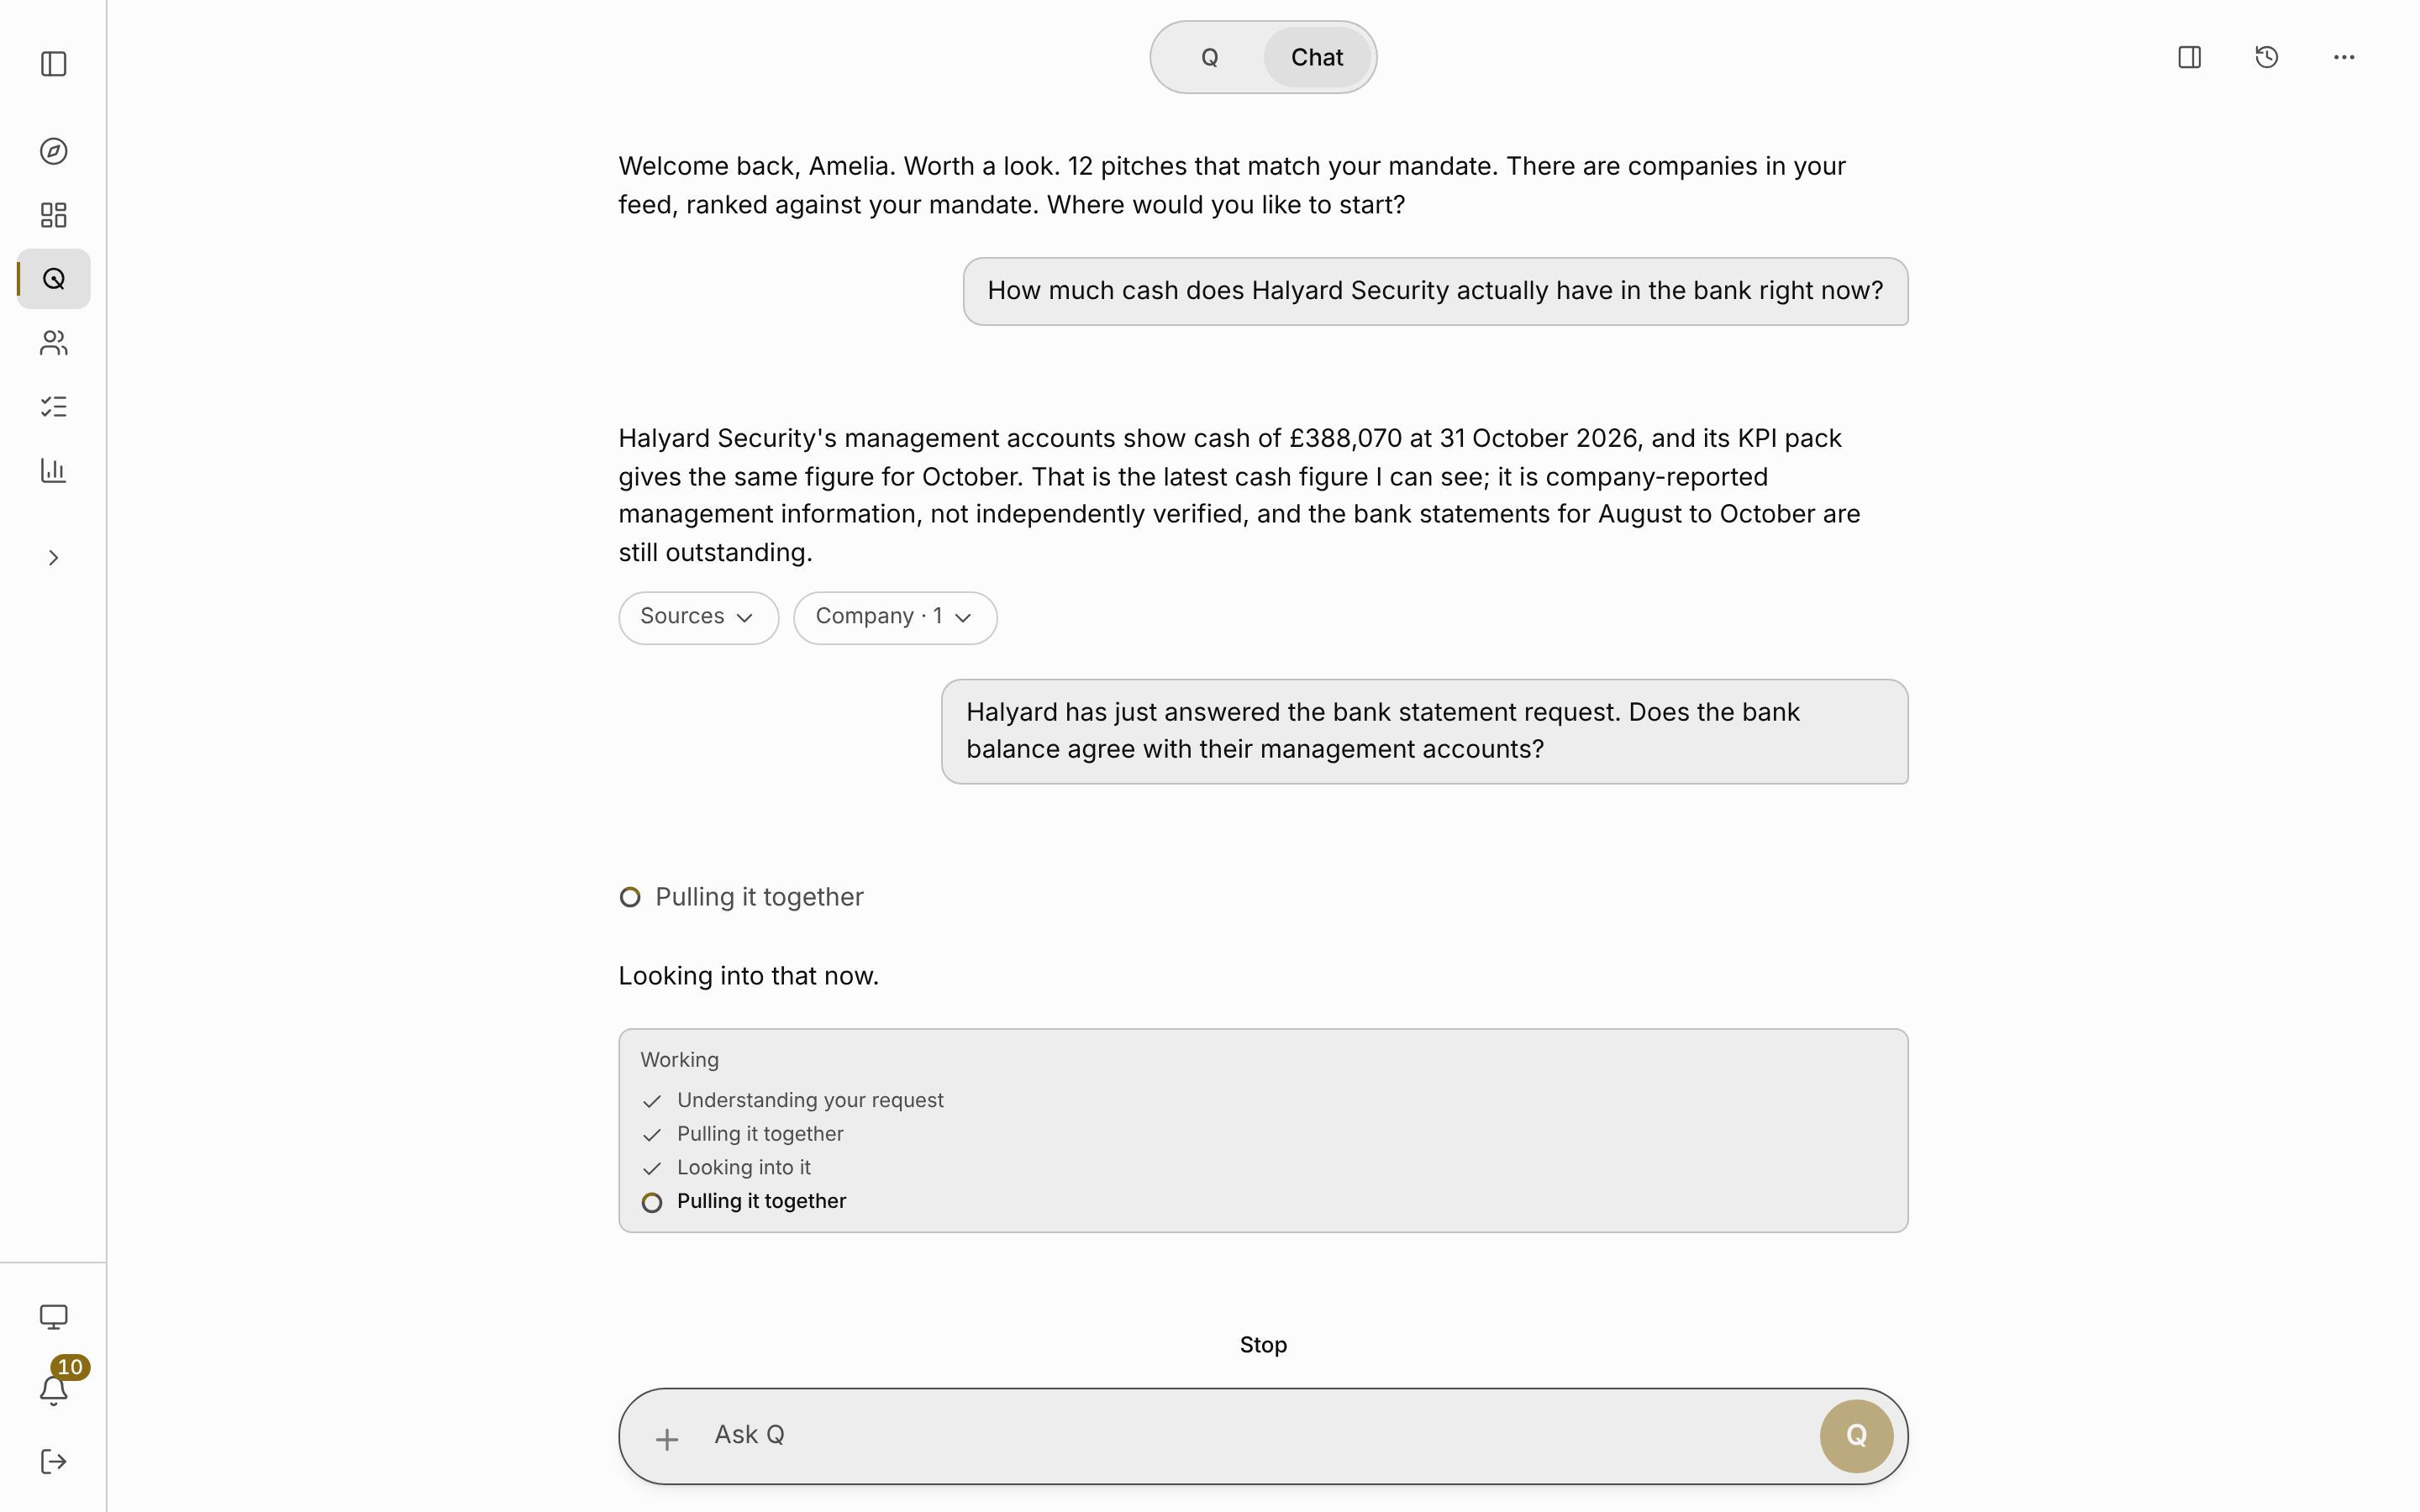 Q Chat
Welcome back, Amelia. Worth a look. 12 pitches that match your mandate. There are companies in your
feed, ranked against your mandate. Where would you like to start?
How much cash does Halyard Security actually have in the bank right now?
Halyard Security's management accounts show cash of £388,070 at 31 October 2026, and its KPI pack
gives the same figure for October. That is the latest cash figure I can see; it is company-reported
management information, not independently verified, and the bank statements for August to October are
still outstanding.
Sources Company · 1
Halyard has just answered the bank statement request. Does the bank
balance agree with their management accounts?
Pulling it together
Looking into that now.
Working
Understanding your request
Pulling it together
Looking into it
Pulling it together
10
Stop
Ask Q Q